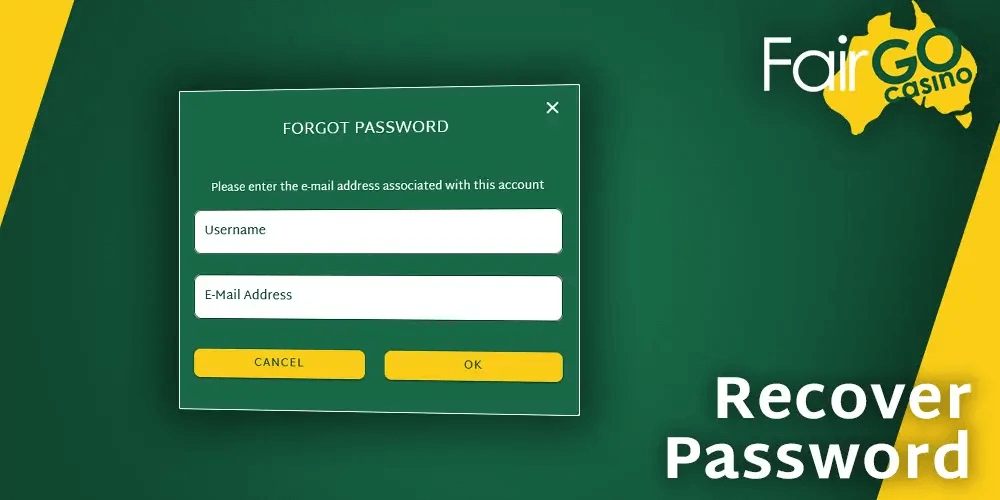 FairGO
casino
×
FORGOT PASSWORD
Please enter the e-mail address associated with this account
Username
E-Mail Address
CANCEL
OK
Recover
Password